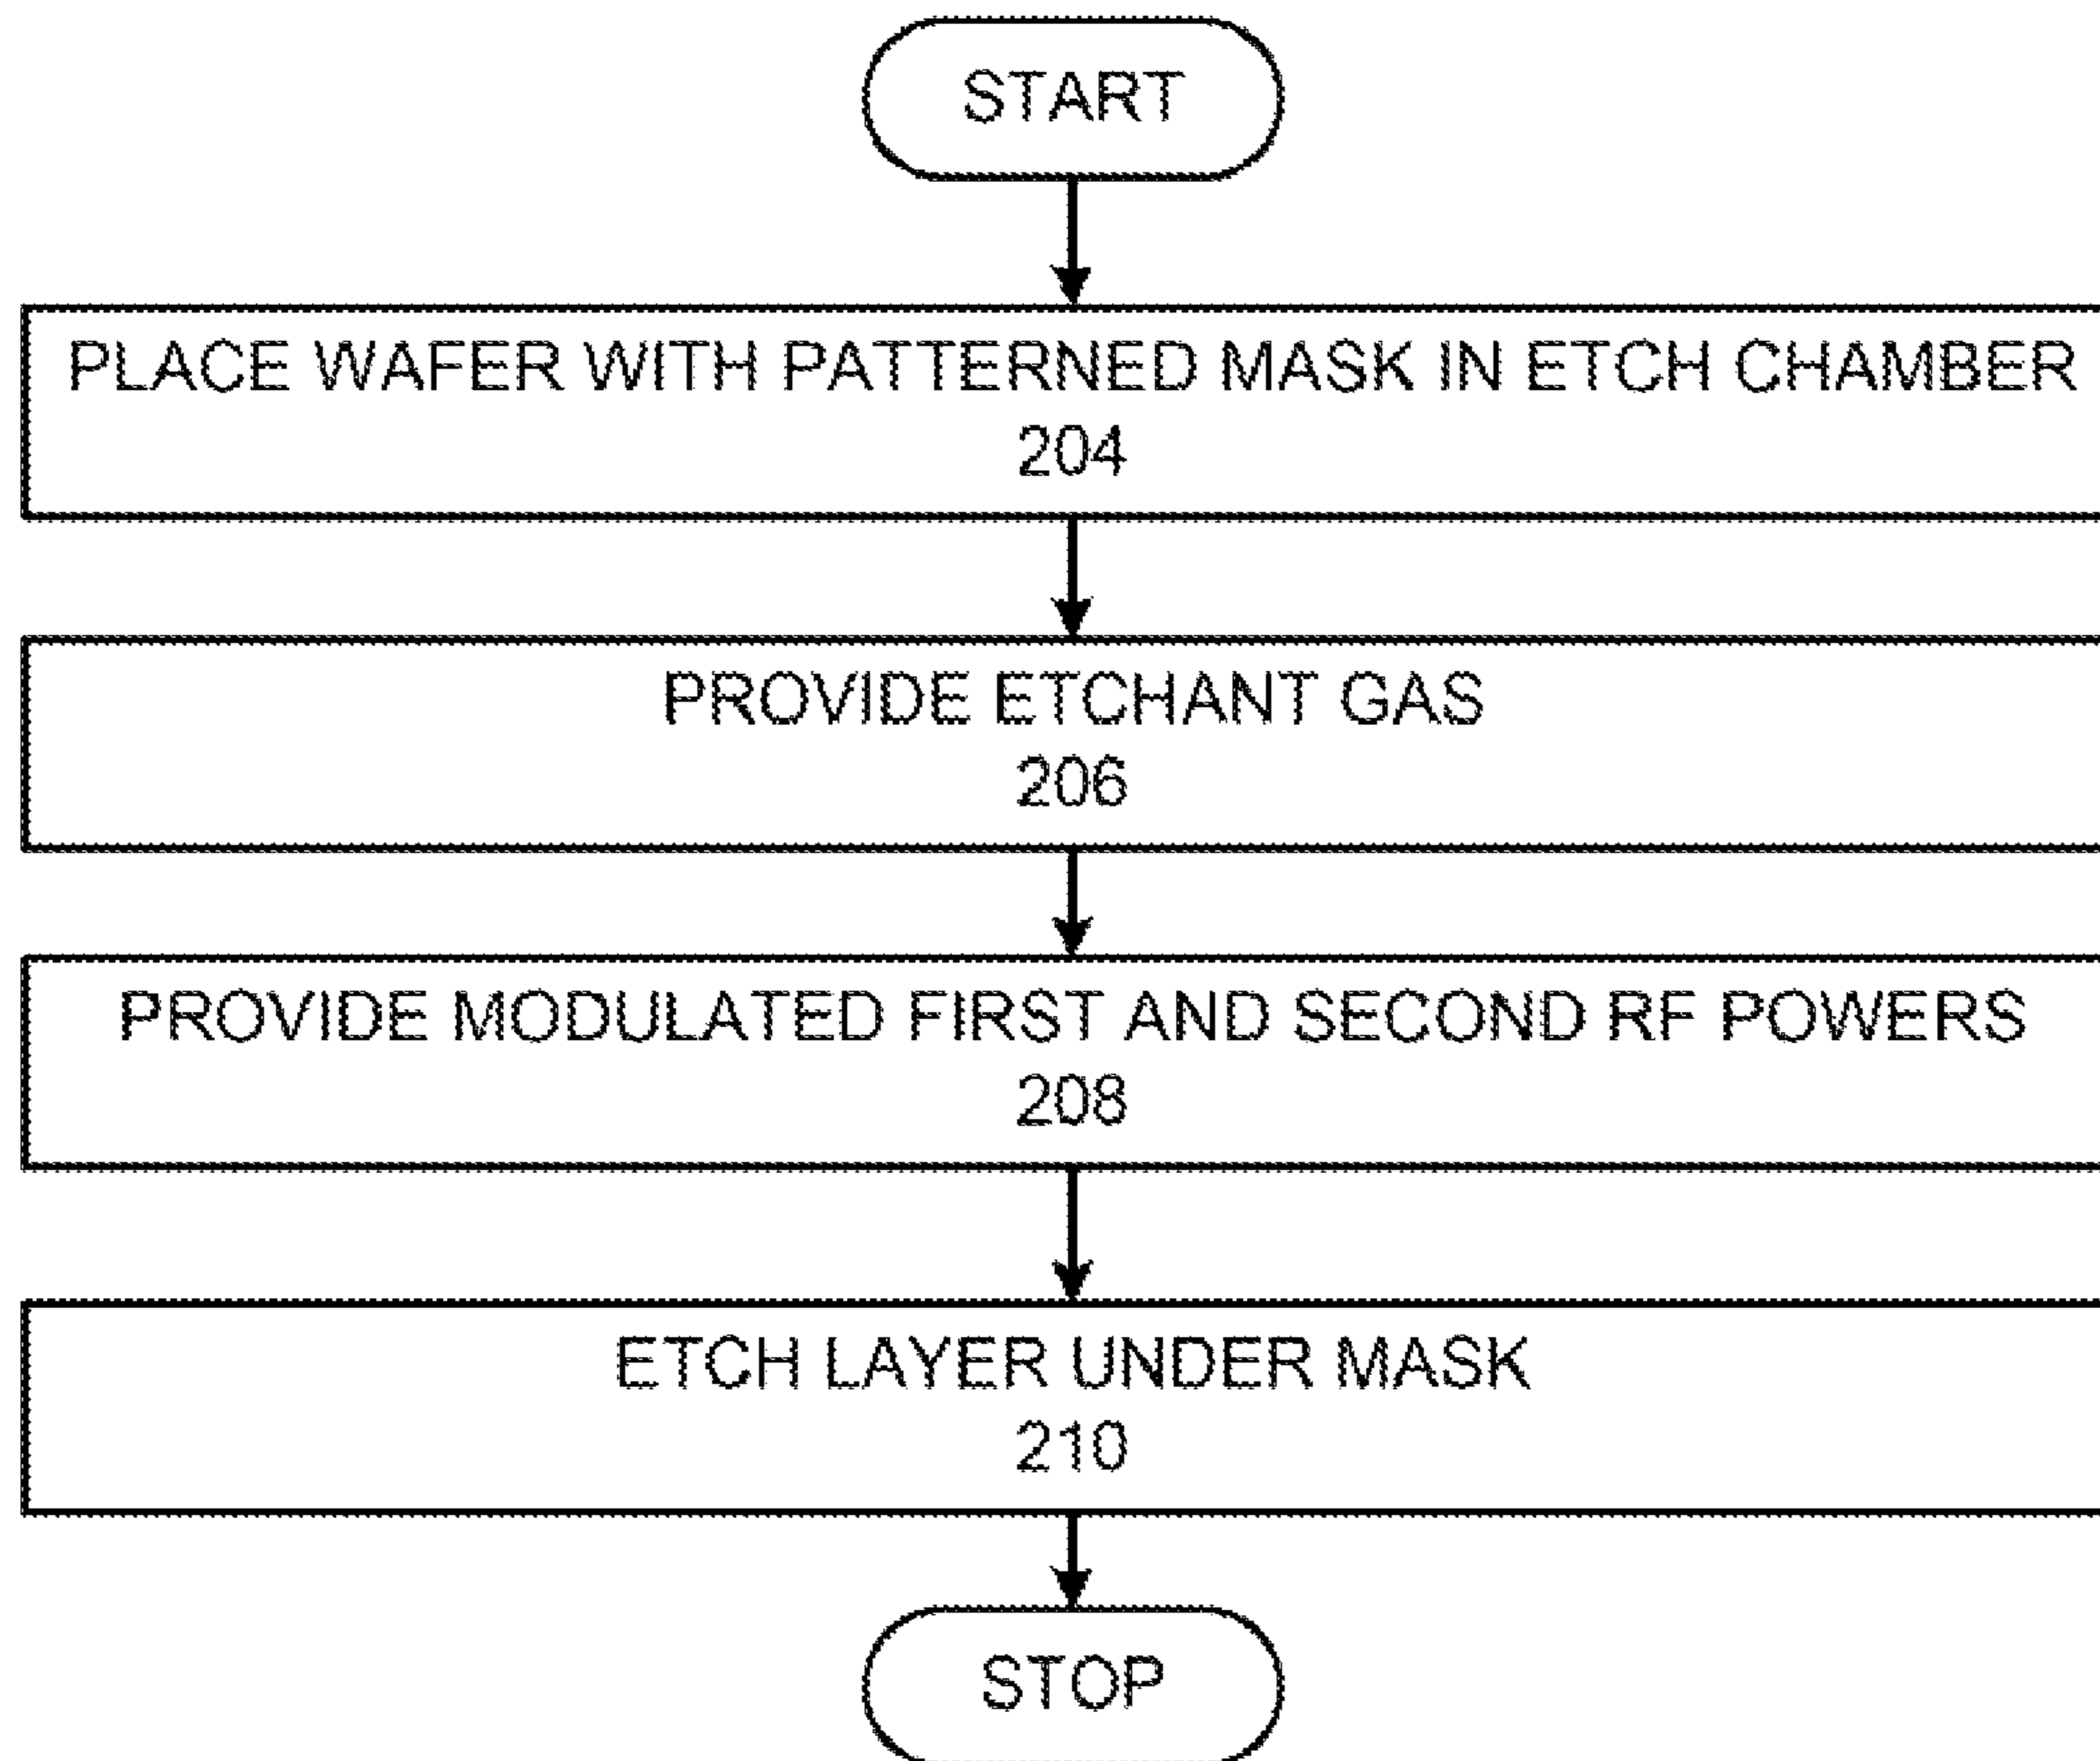 START
PLACE WAFER WITH PATTERNED MASK IN ETCH CHAMBER
204
PROVIDE ETCHANT GAS
206
PROVIDE MODULATED FIRST AND SECOND RF POWERS
208
ETCH LAYER UNDER MASK
210
STOP